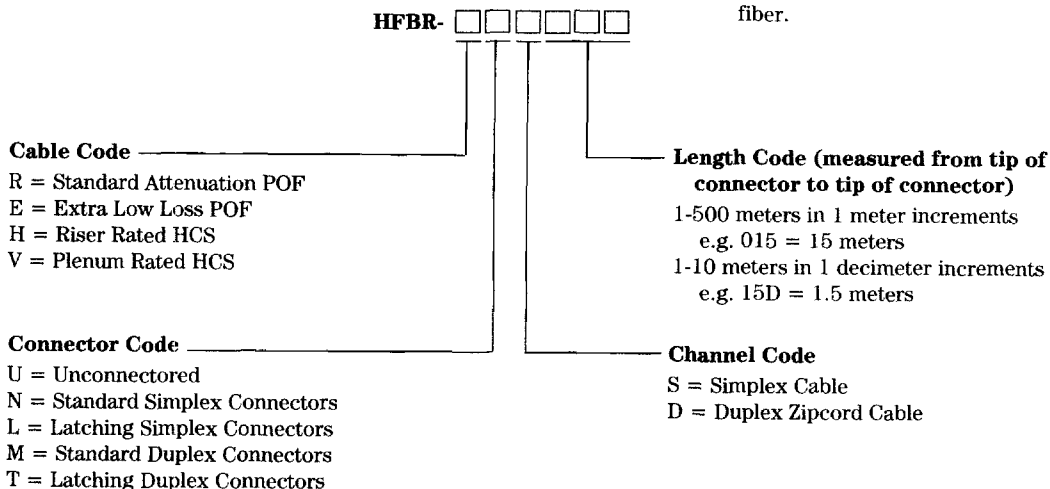 fiber.
HFBR-
Cable Code
R = Standard Attenuation POF
E = Extra Low Loss POF
H = Riser Rated HCS
V = Plenum Rated HCS
Length Code (measured from tip of
connector to tip of connector)
1-500 meters in 1 meter increments
e.g. 015 = 15 meters
1-10 meters in 1 decimeter increments
e.g. 15D = 1.5 meters
Connector Code
U = Unconnectored
N = Standard Simplex Connectors
L = Latching Simplex Connectors
M = Standard Duplex Connectors
T = Latching Duplex Connectors
Channel Code
S = Simplex Cable
D = Duplex Zipcord Cable